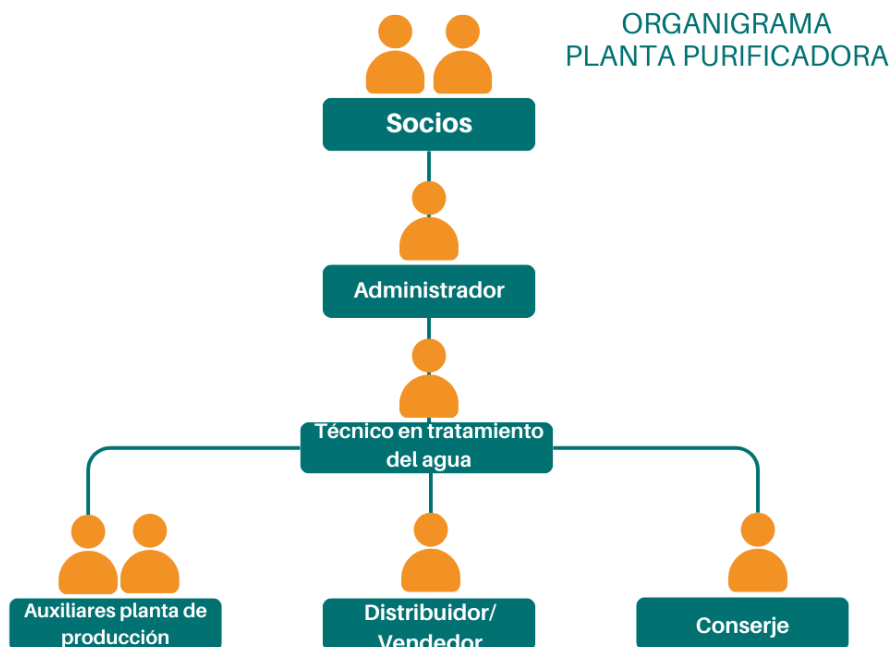 ORGANIGRAMA
PLANTA PURIFICADORA
Socios
Administrador
Técnico en tratamiento
del agua
Auxiliares planta de
producción
Distribuidor/
Vendedor
Conserje